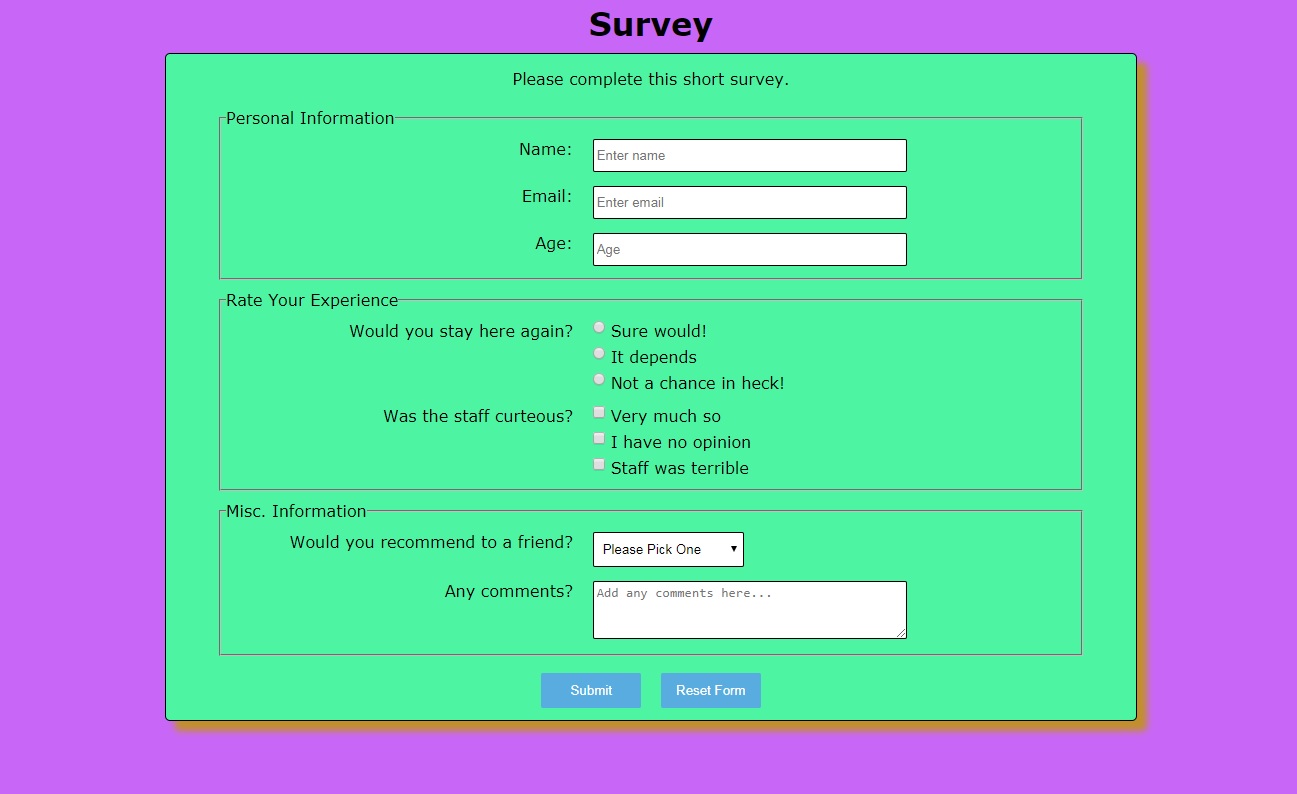 Survey
Please complete this short survey.
Personal Information
Name: Enter name
Email: Enter email
Age: Age
Rate Your Experience
Would you stay here again? Sure would!
It depends
Not a chance in heck!
Was the staff curteous? Very much so
I have no opinion
Staff was terrible
Misc. Information
Would you recommend to a friend? Please Pick One
Any comments? Add any comments here...
Submit Reset Form